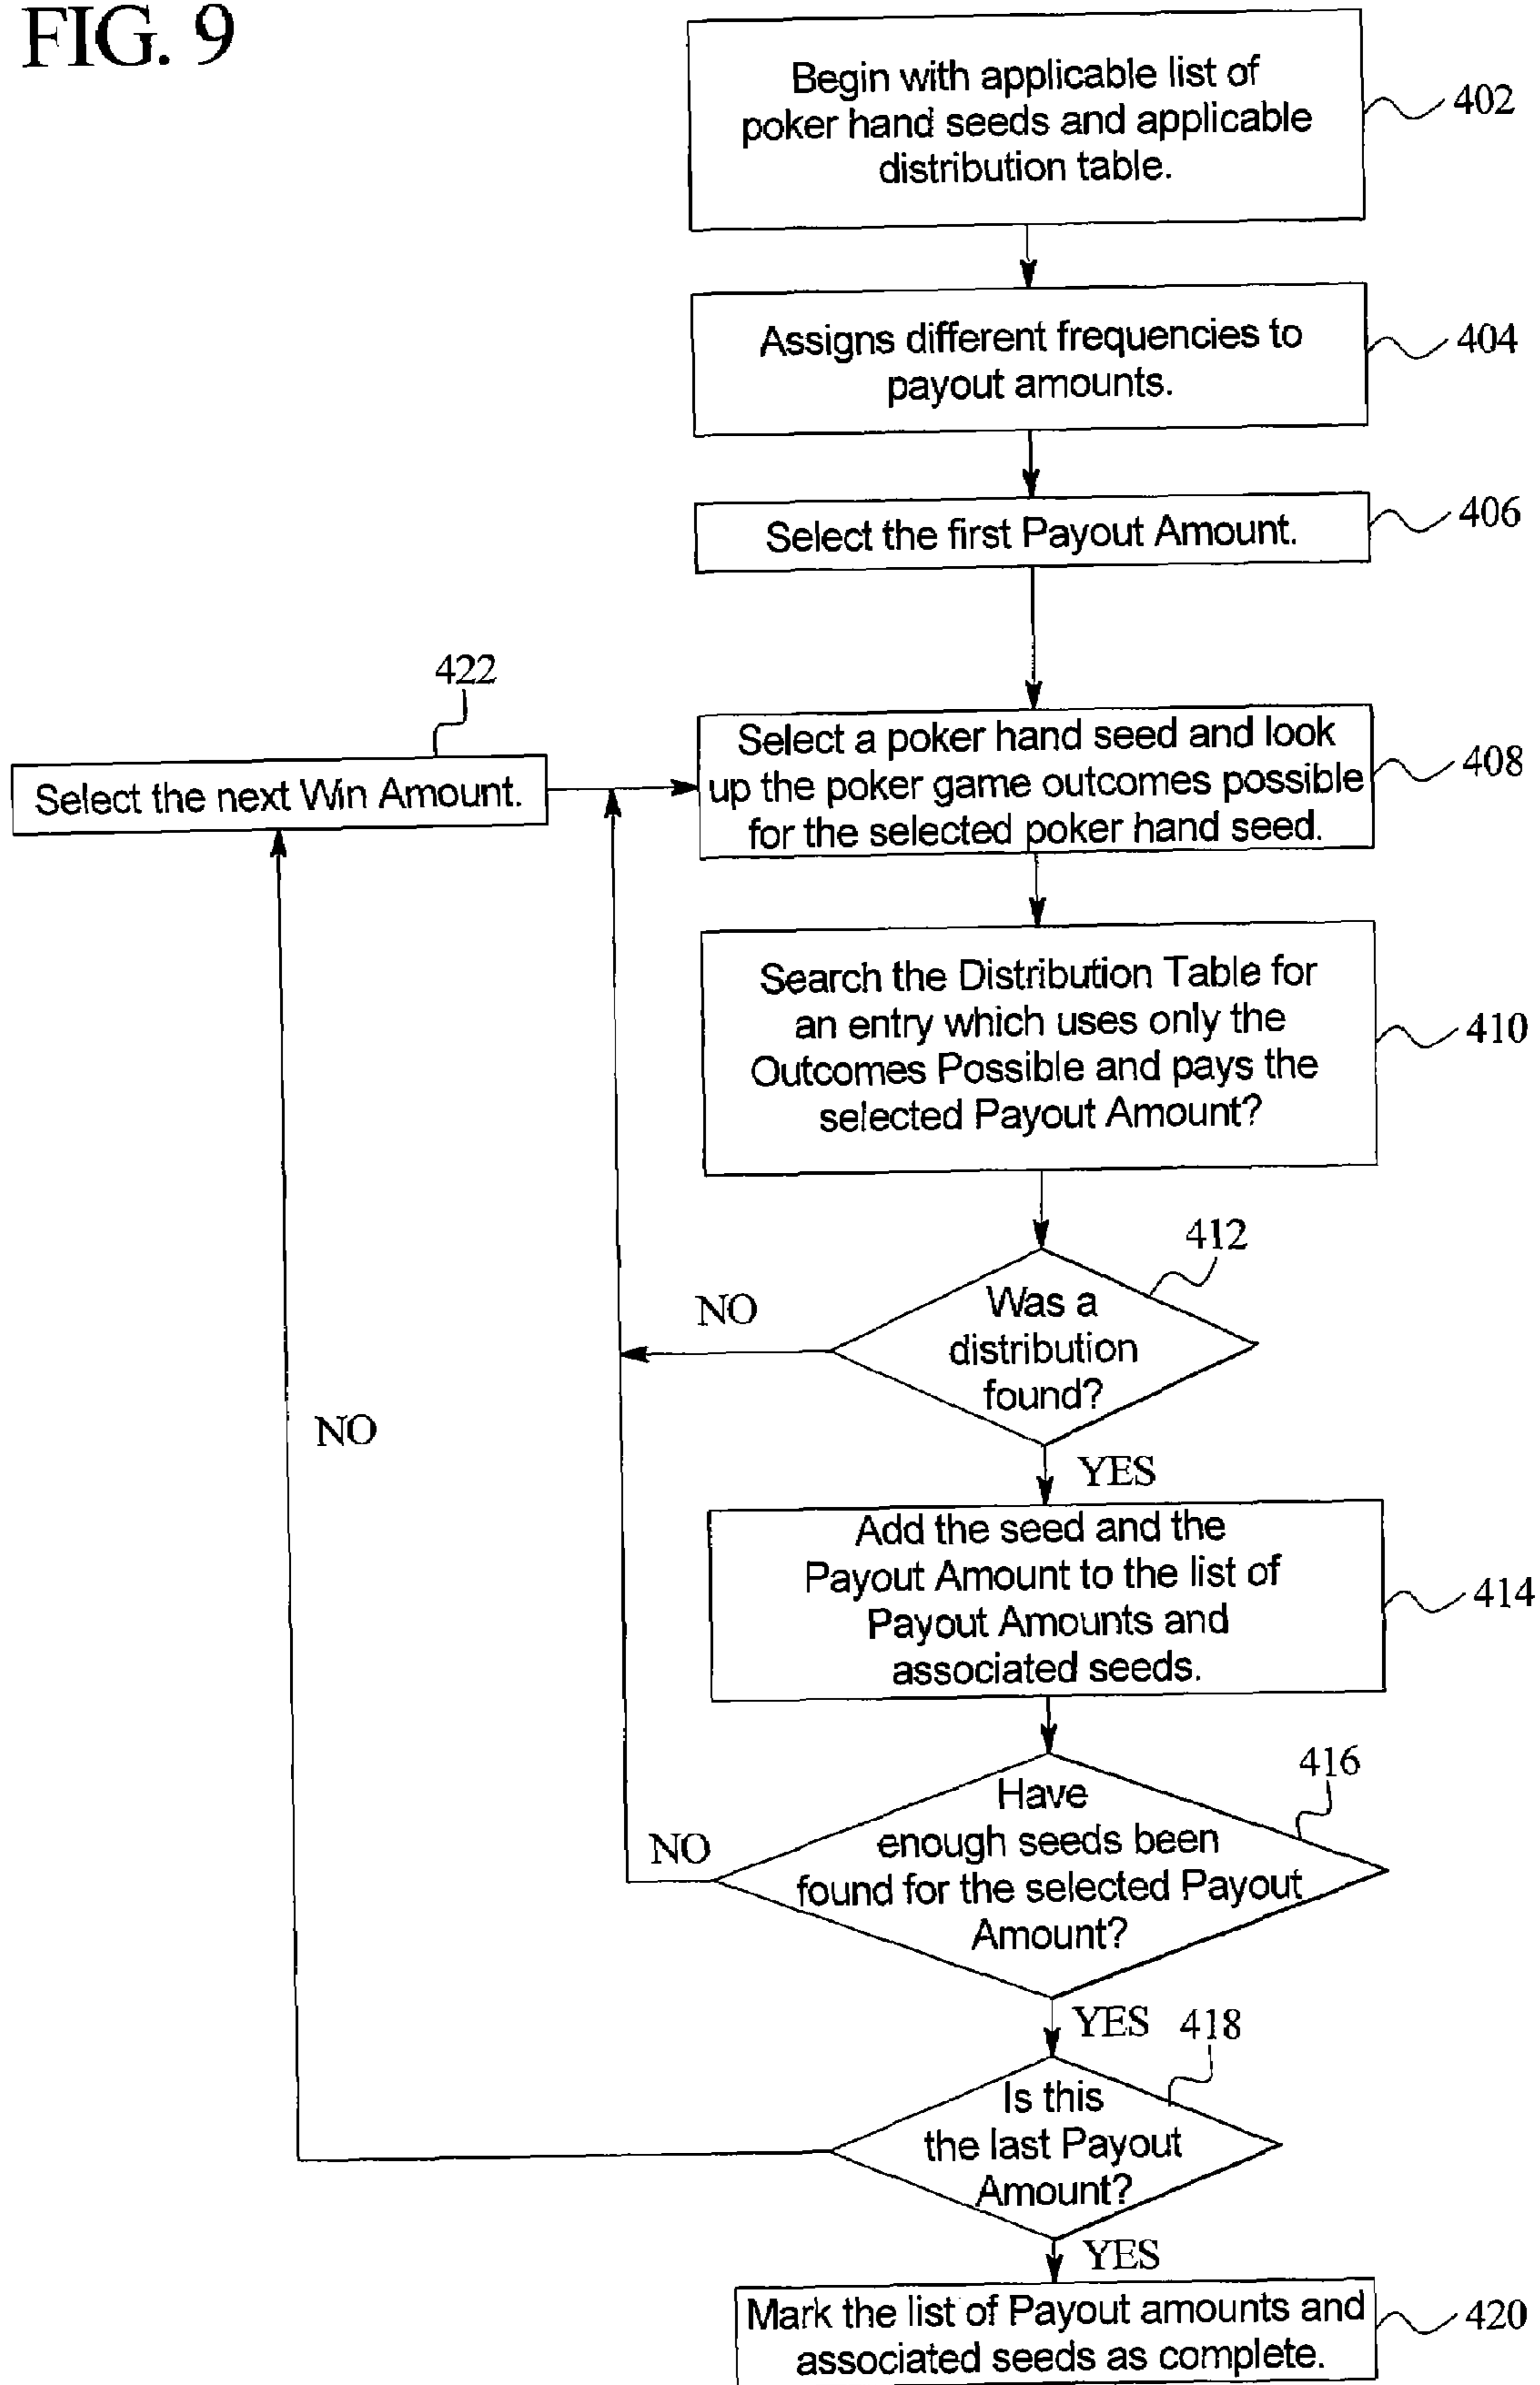 FIG. 9
Begin with applicable list of
poker hand seeds and applicable
distribution table.
402
Assigns different frequencies to
payout amounts.
404
Select the first Payout Amount.
406
422
Select the next Win Amount.
Select a poker hand seed and look
up the poker game outcomes possible
for the selected poker hand seed.
408
Search the Distribution Table for
an entry which uses only the
Outcomes Possible and pays the
selected Payout Amount?
410
412
Was a
distribution
found?
NO
NO
YES
Add the seed and the
Payout Amount to the list of
Payout Amounts and
associated seeds.
414
416
Have
enough seeds been
found for the selected Payout
Amount?
NO
YES
418
Is this
the last Payout
Amount?
YES
Mark the list of Payout amounts and
associated seeds as complete.
420